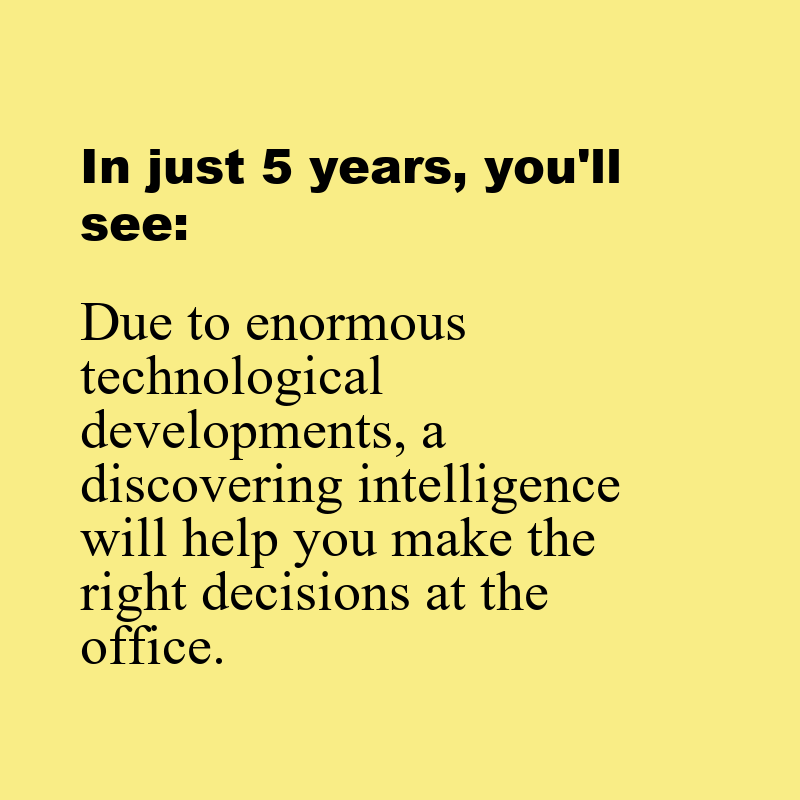 In just 5 years, you'll
see:
Due to enormous
technological
developments, a
discovering intelligence
will help you make the
right decisions at the
office.